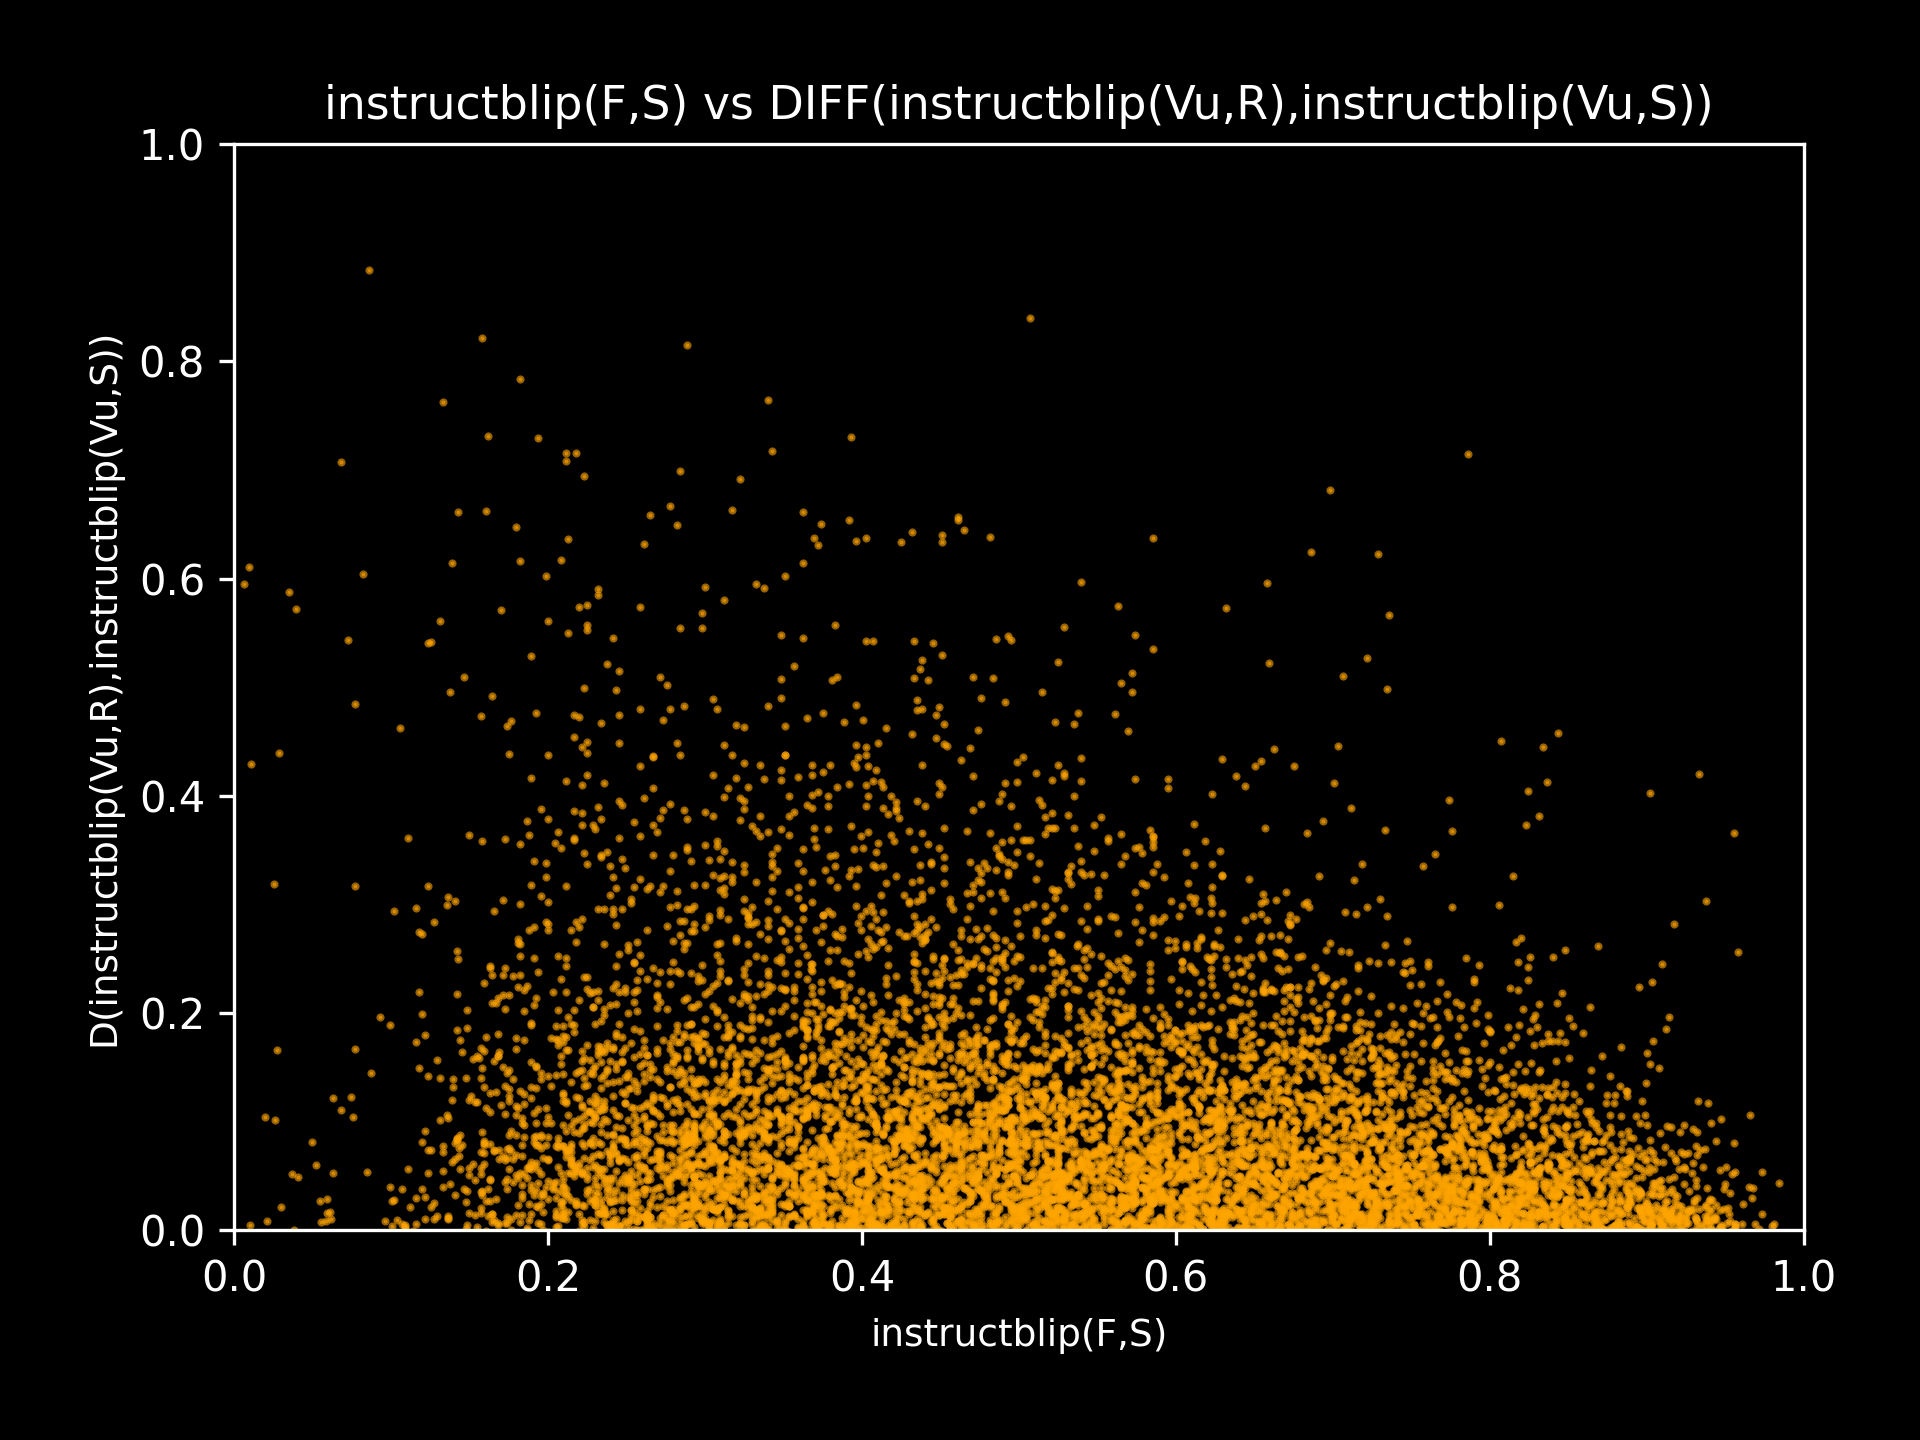 instructblip(F,S) vs DIFF(instructblip(Vu,R),instructblip(Vu,S))
D(instructblip(Vu,R),instructblip(Vu,S))
1.0
0.8
0.6
0.4
0.2
0.0
0.0 0.2 0.4 0.6 0.8 1.0
instructblip(F,S)